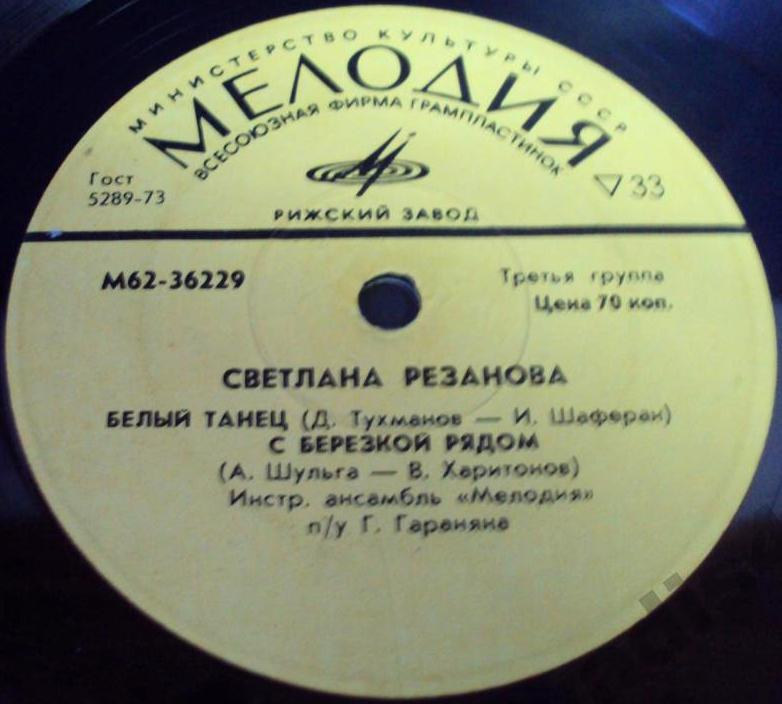 МИНИСТЕРСТВО КУЛЬТУРЫ СССР
МЕЛОДИЯ
ВСЕСОЮЗНАЯ ФИРМА ГРАМПЛАСТИНОК
Гост
5289-73
▽ 33
РИЖСКИЙ ЗАВОД
М62-36229
Третья группа
Цена 70 коп.
СВЕТЛАНА РЕЗАНОВА
БЕЛЫЙ ТАНЕЦ (Д. Тухманов — И. Шаферан)
С БЕРЕЗКОЙ РЯДОМ
(А. Шульга — В. Харитонов)
Инстр. ансамбль «Мелодия»
п/у Г. Гараняна